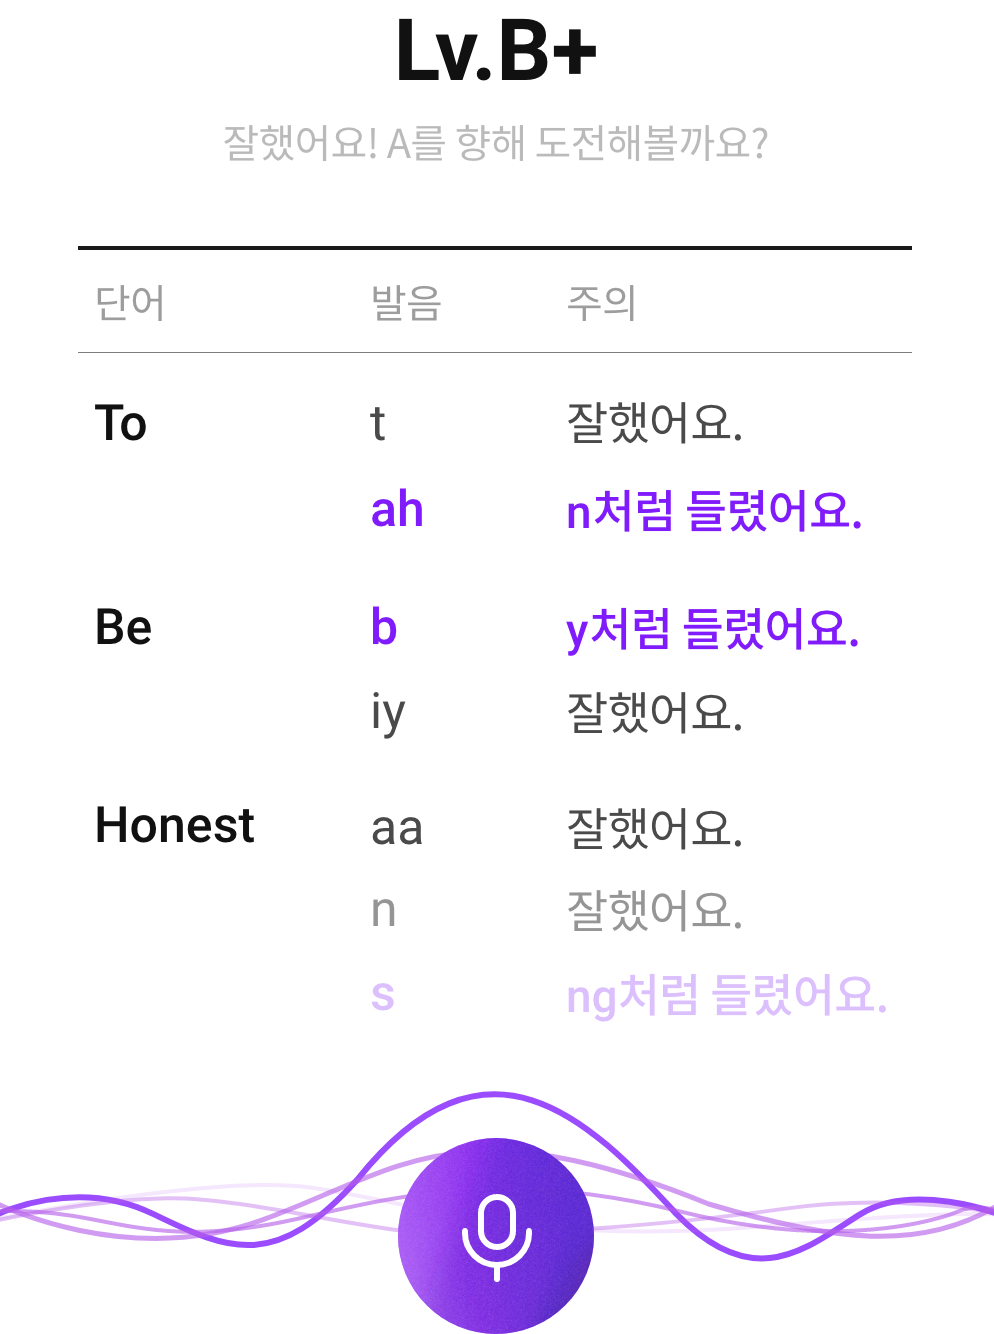 Lv.B+
잘했어요! A를 향해 도전해볼까요?
단어 발음 주의
To t 잘했어요.
ah n처럼 들렸어요.
Be b y처럼 들렸어요.
iy 잘했어요.
Honest aa 잘했어요.
n 잘했어요.
s ng처럼 들렸어요.